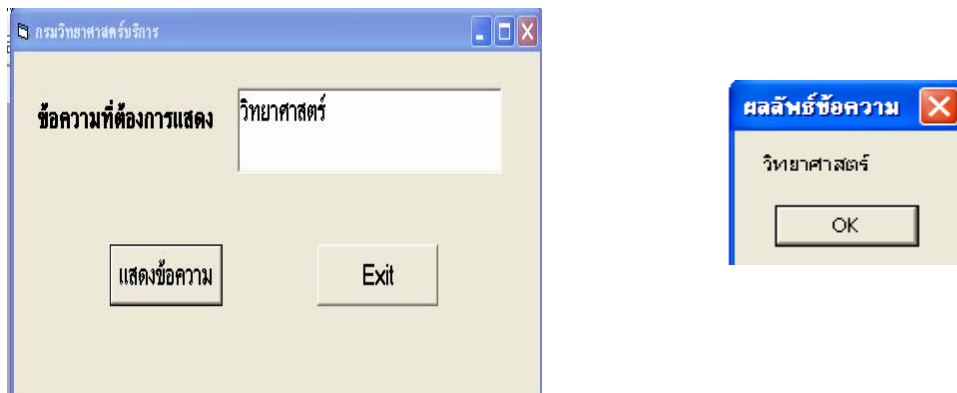 กรมวิทยาศาสตร์บริการ
ข้อความที่ต้องการแสดง
วิทยาศาสตร์
แสดงข้อความ
Exit
ผลลัพธ์ข้อความ
วิทยาศาสตร์
OK